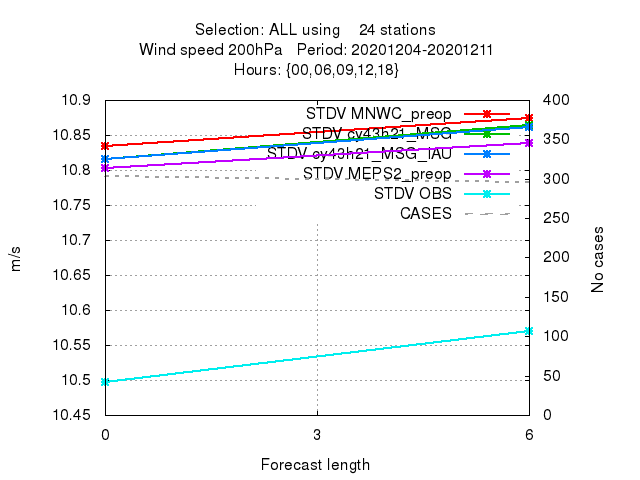 Selection: ALL using 24 stations
Wind speed 200hPa Period: 20201204-20201211
Hours: {00,06,09,12,18}
10.9
10.85
10.8
10.75
10.7
10.65
10.6
10.55
10.5
10.45
400
350
300
250
200
150
100
50
0
STDV MNWC_preop
STDV cy43h21_MSG
STDV cy43h21_MSG_IAU
STDV MEPS2_preop
STDV OBS
CASES
m/s
No cases
0 3 6
Forecast length